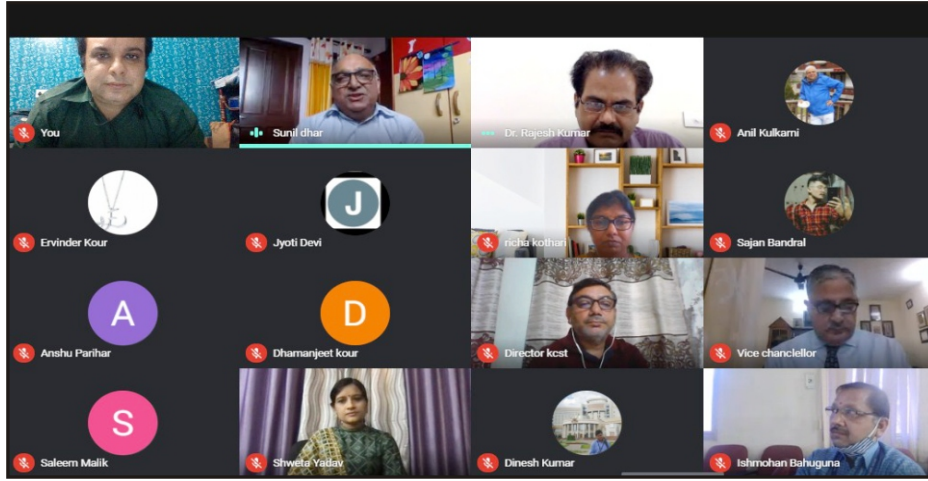 You
Sunil dhar
Dr. Rajesh Kumar
Anil Kulkarni
Ervinder Kour
J
Jyoti Devi
richa kothari
Sajan Bandral
A
Anshu Parihar
D
Dhamanjeet kour
Director kcst
Vice chanclellor
S
Saleem Malik
Shweta Yadav
Dinesh Kumar
Ishmohan Bahuguna